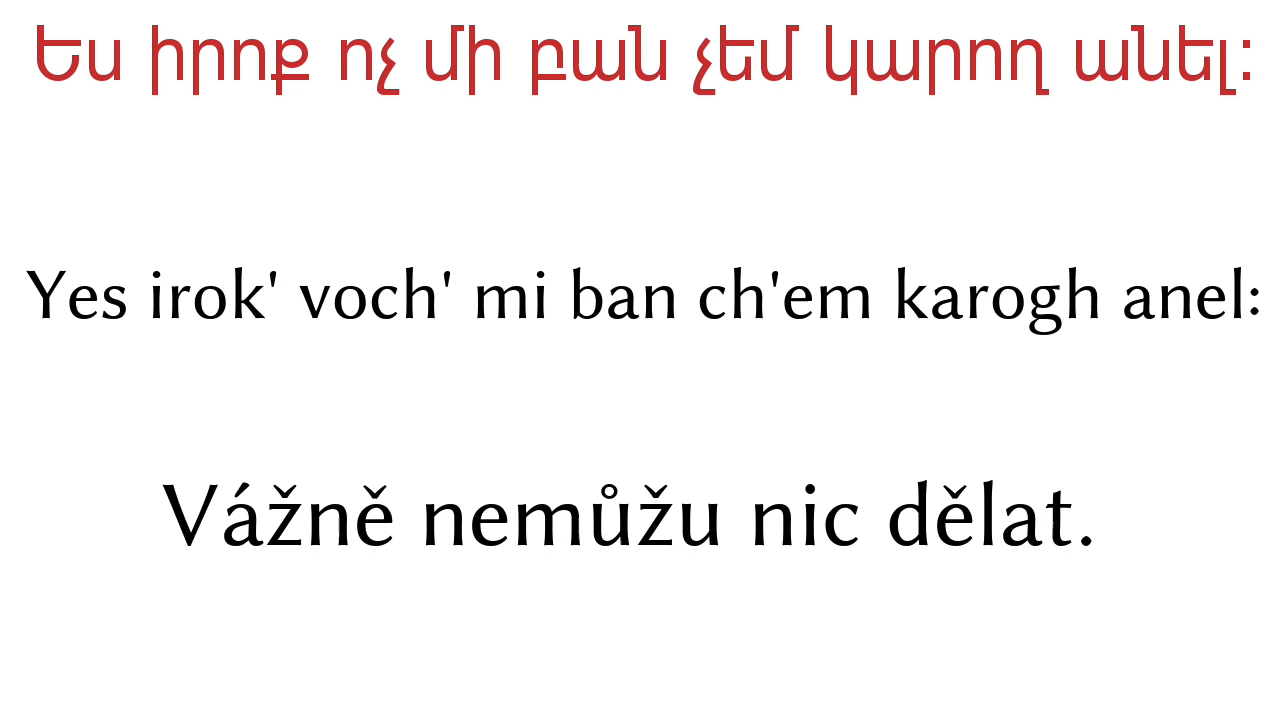 Ես իրոք ոչ մի բան չեմ կարող անել:
Yes irok' voch' mi ban ch'em karogh anel:
Vážně nemůžu nic dělat.